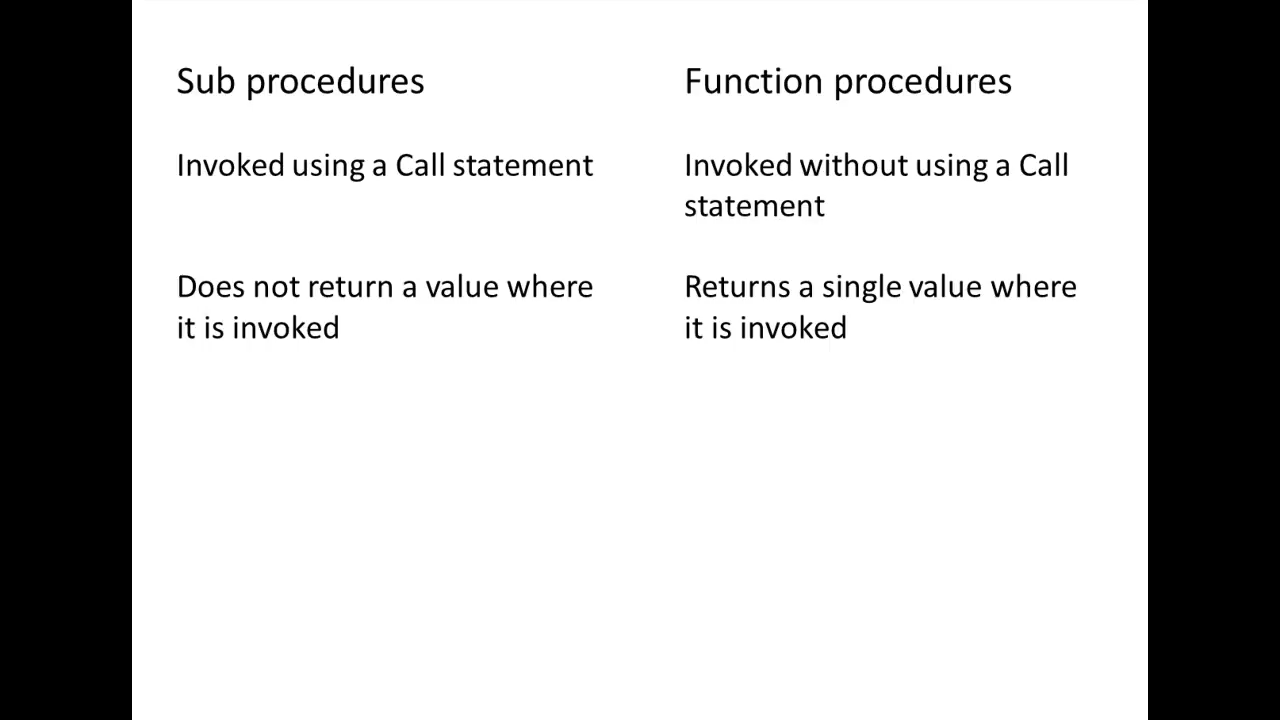 Sub procedures
Function procedures
Invoked using a Call statement
Invoked without using a Call
statement
Does not return a value where
it is invoked
Returns a single value where
it is invoked